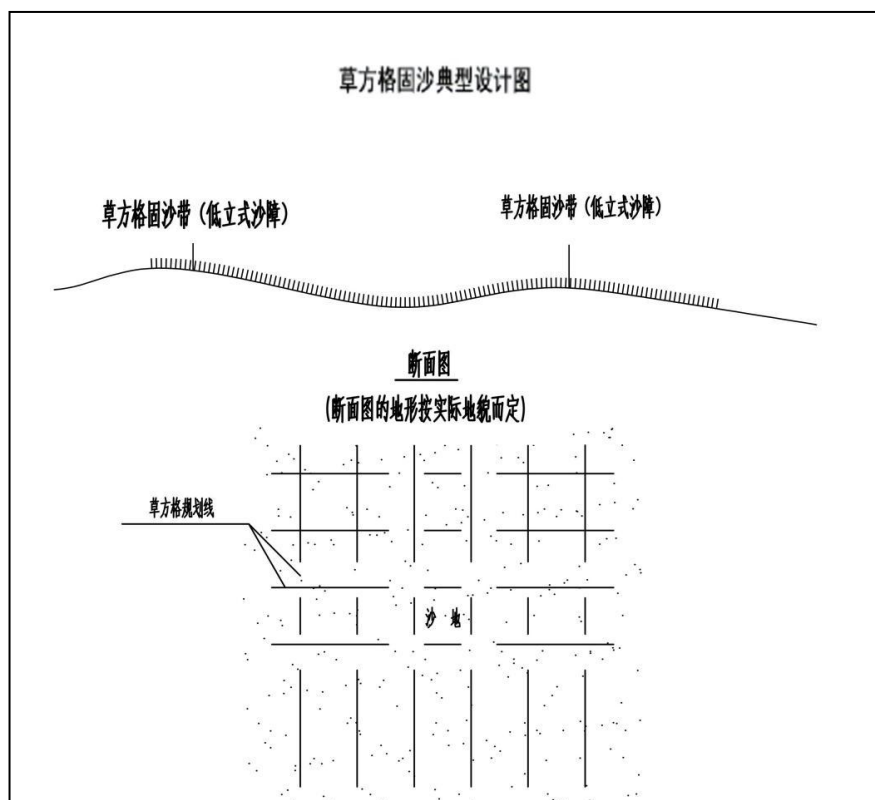 草方格固沙典型设计图
草方格固沙带（低立式沙障）
草方格固沙带（低立式沙障）
断面图
(断面图的地形按实际地貌而定)
草方格规划线
沙 地